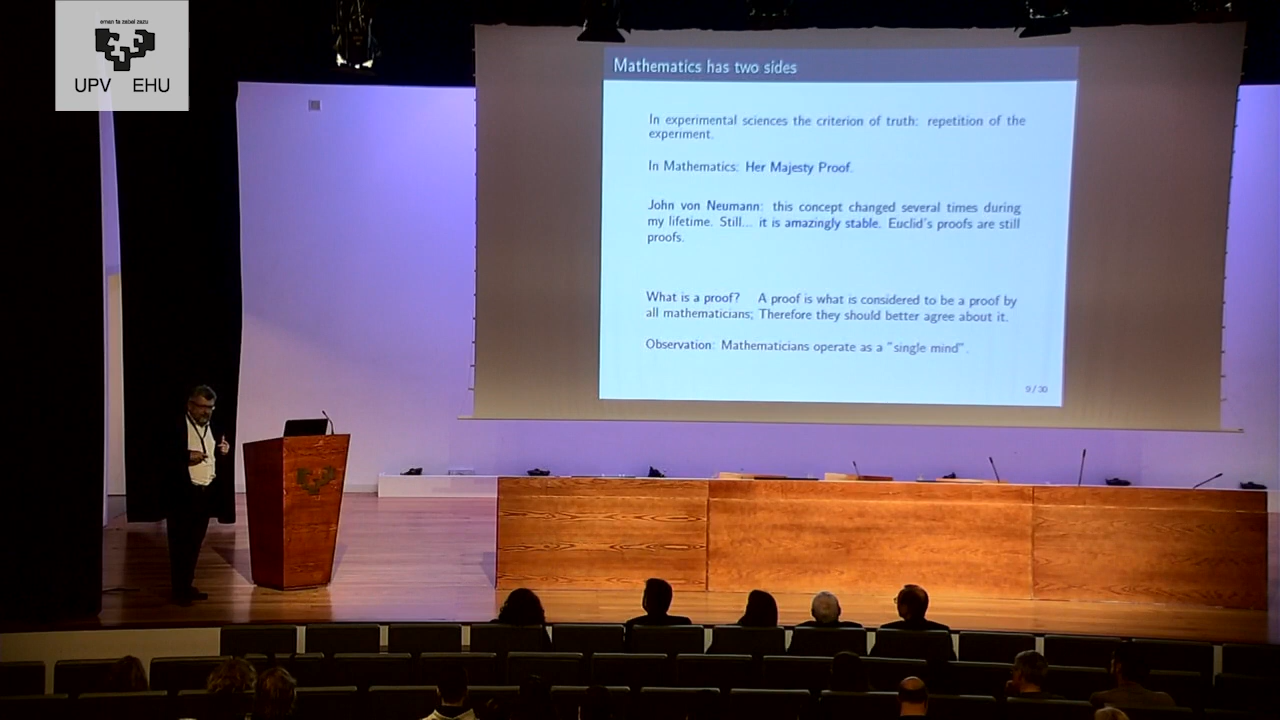 eman ta zabal zazu
UPV EHU
Mathematics has two sides
In experimental sciences the criterion of truth: repetition of the
experiment.
In Mathematics: Her Majesty Proof.
John von Neumann: this concept changed several times during
my lifetime. Still... it is amazingly stable. Euclid's proofs are still
proofs.
What is a proof? A proof is what is considered to be a proof by
all mathematicians; Therefore they should better agree about it.
Observation: Mathematicians operate as a "single mind".
9 / 30